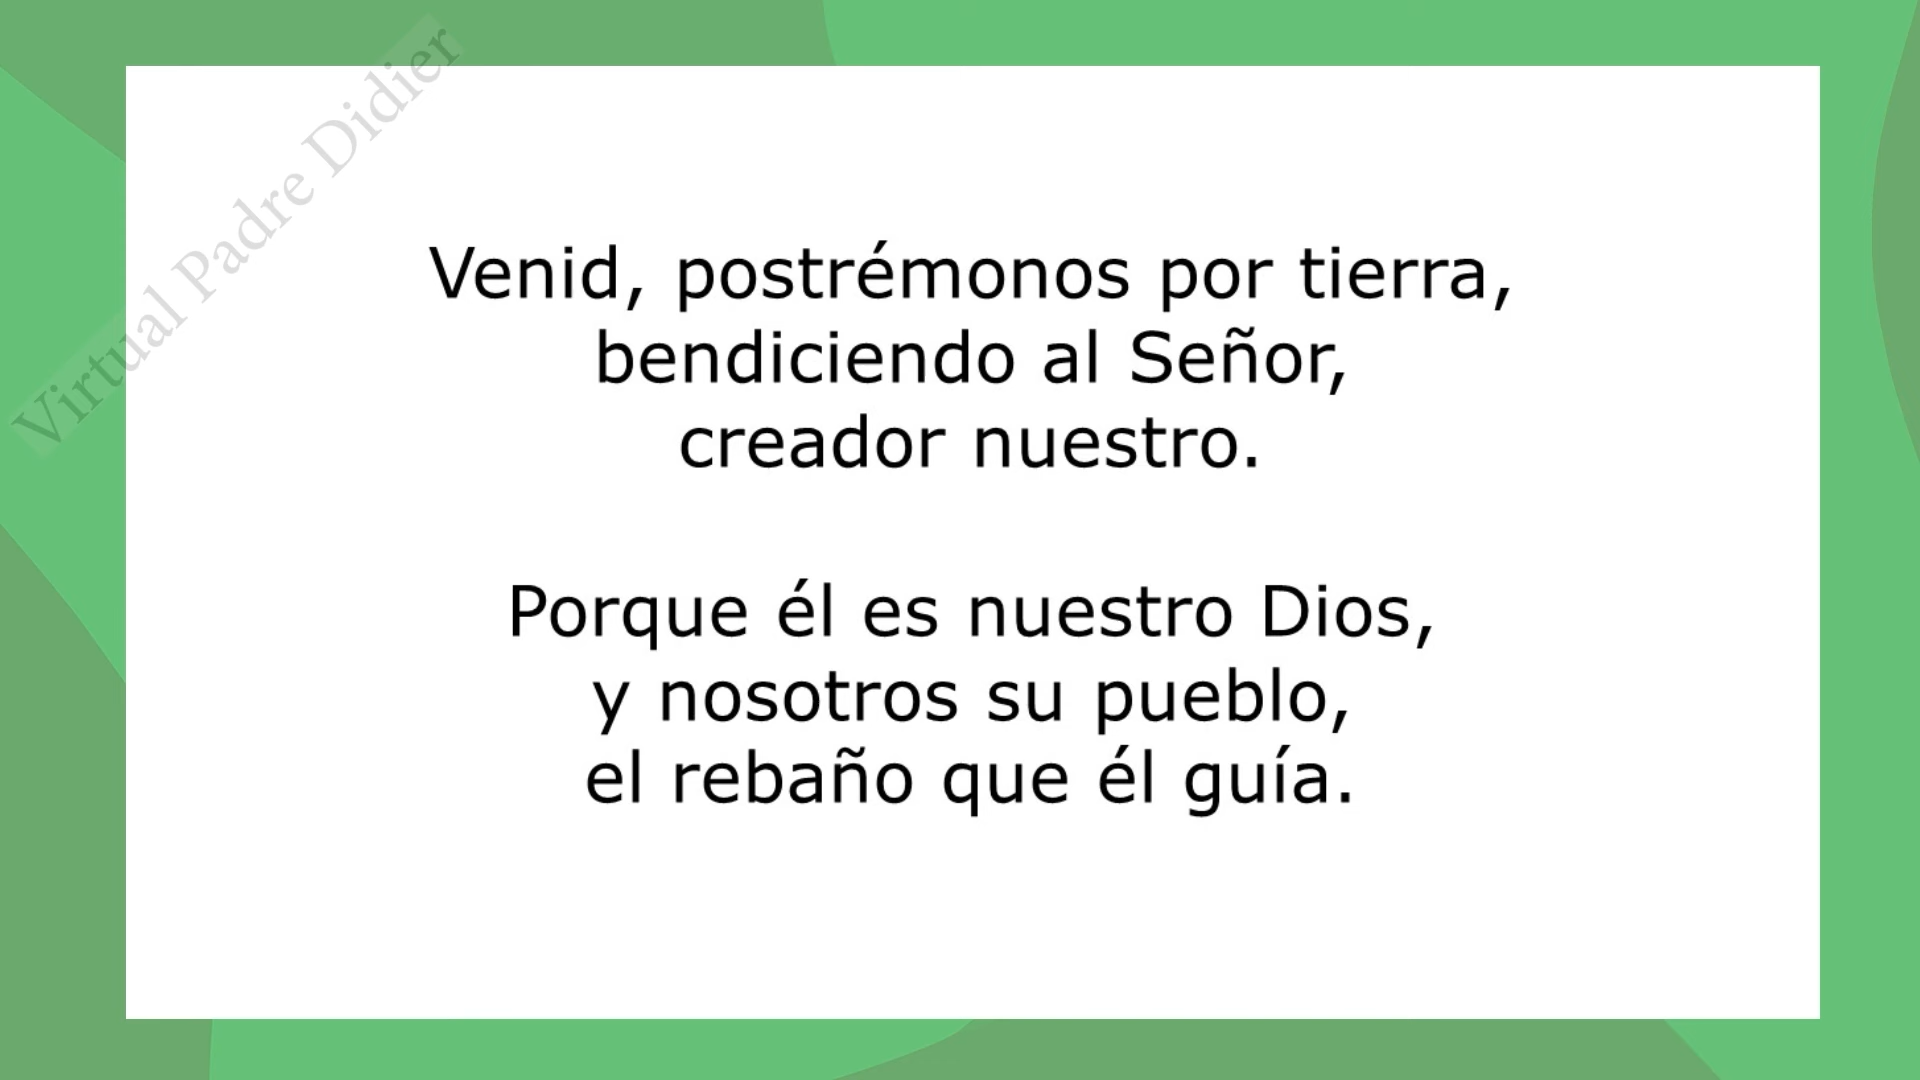 Virtual Padre Didier
Venid, postrémonos por tierra,
bendiciendo al Señor,
creador nuestro.
Porque él es nuestro Dios,
y nosotros su pueblo,
el rebaño que él guía.